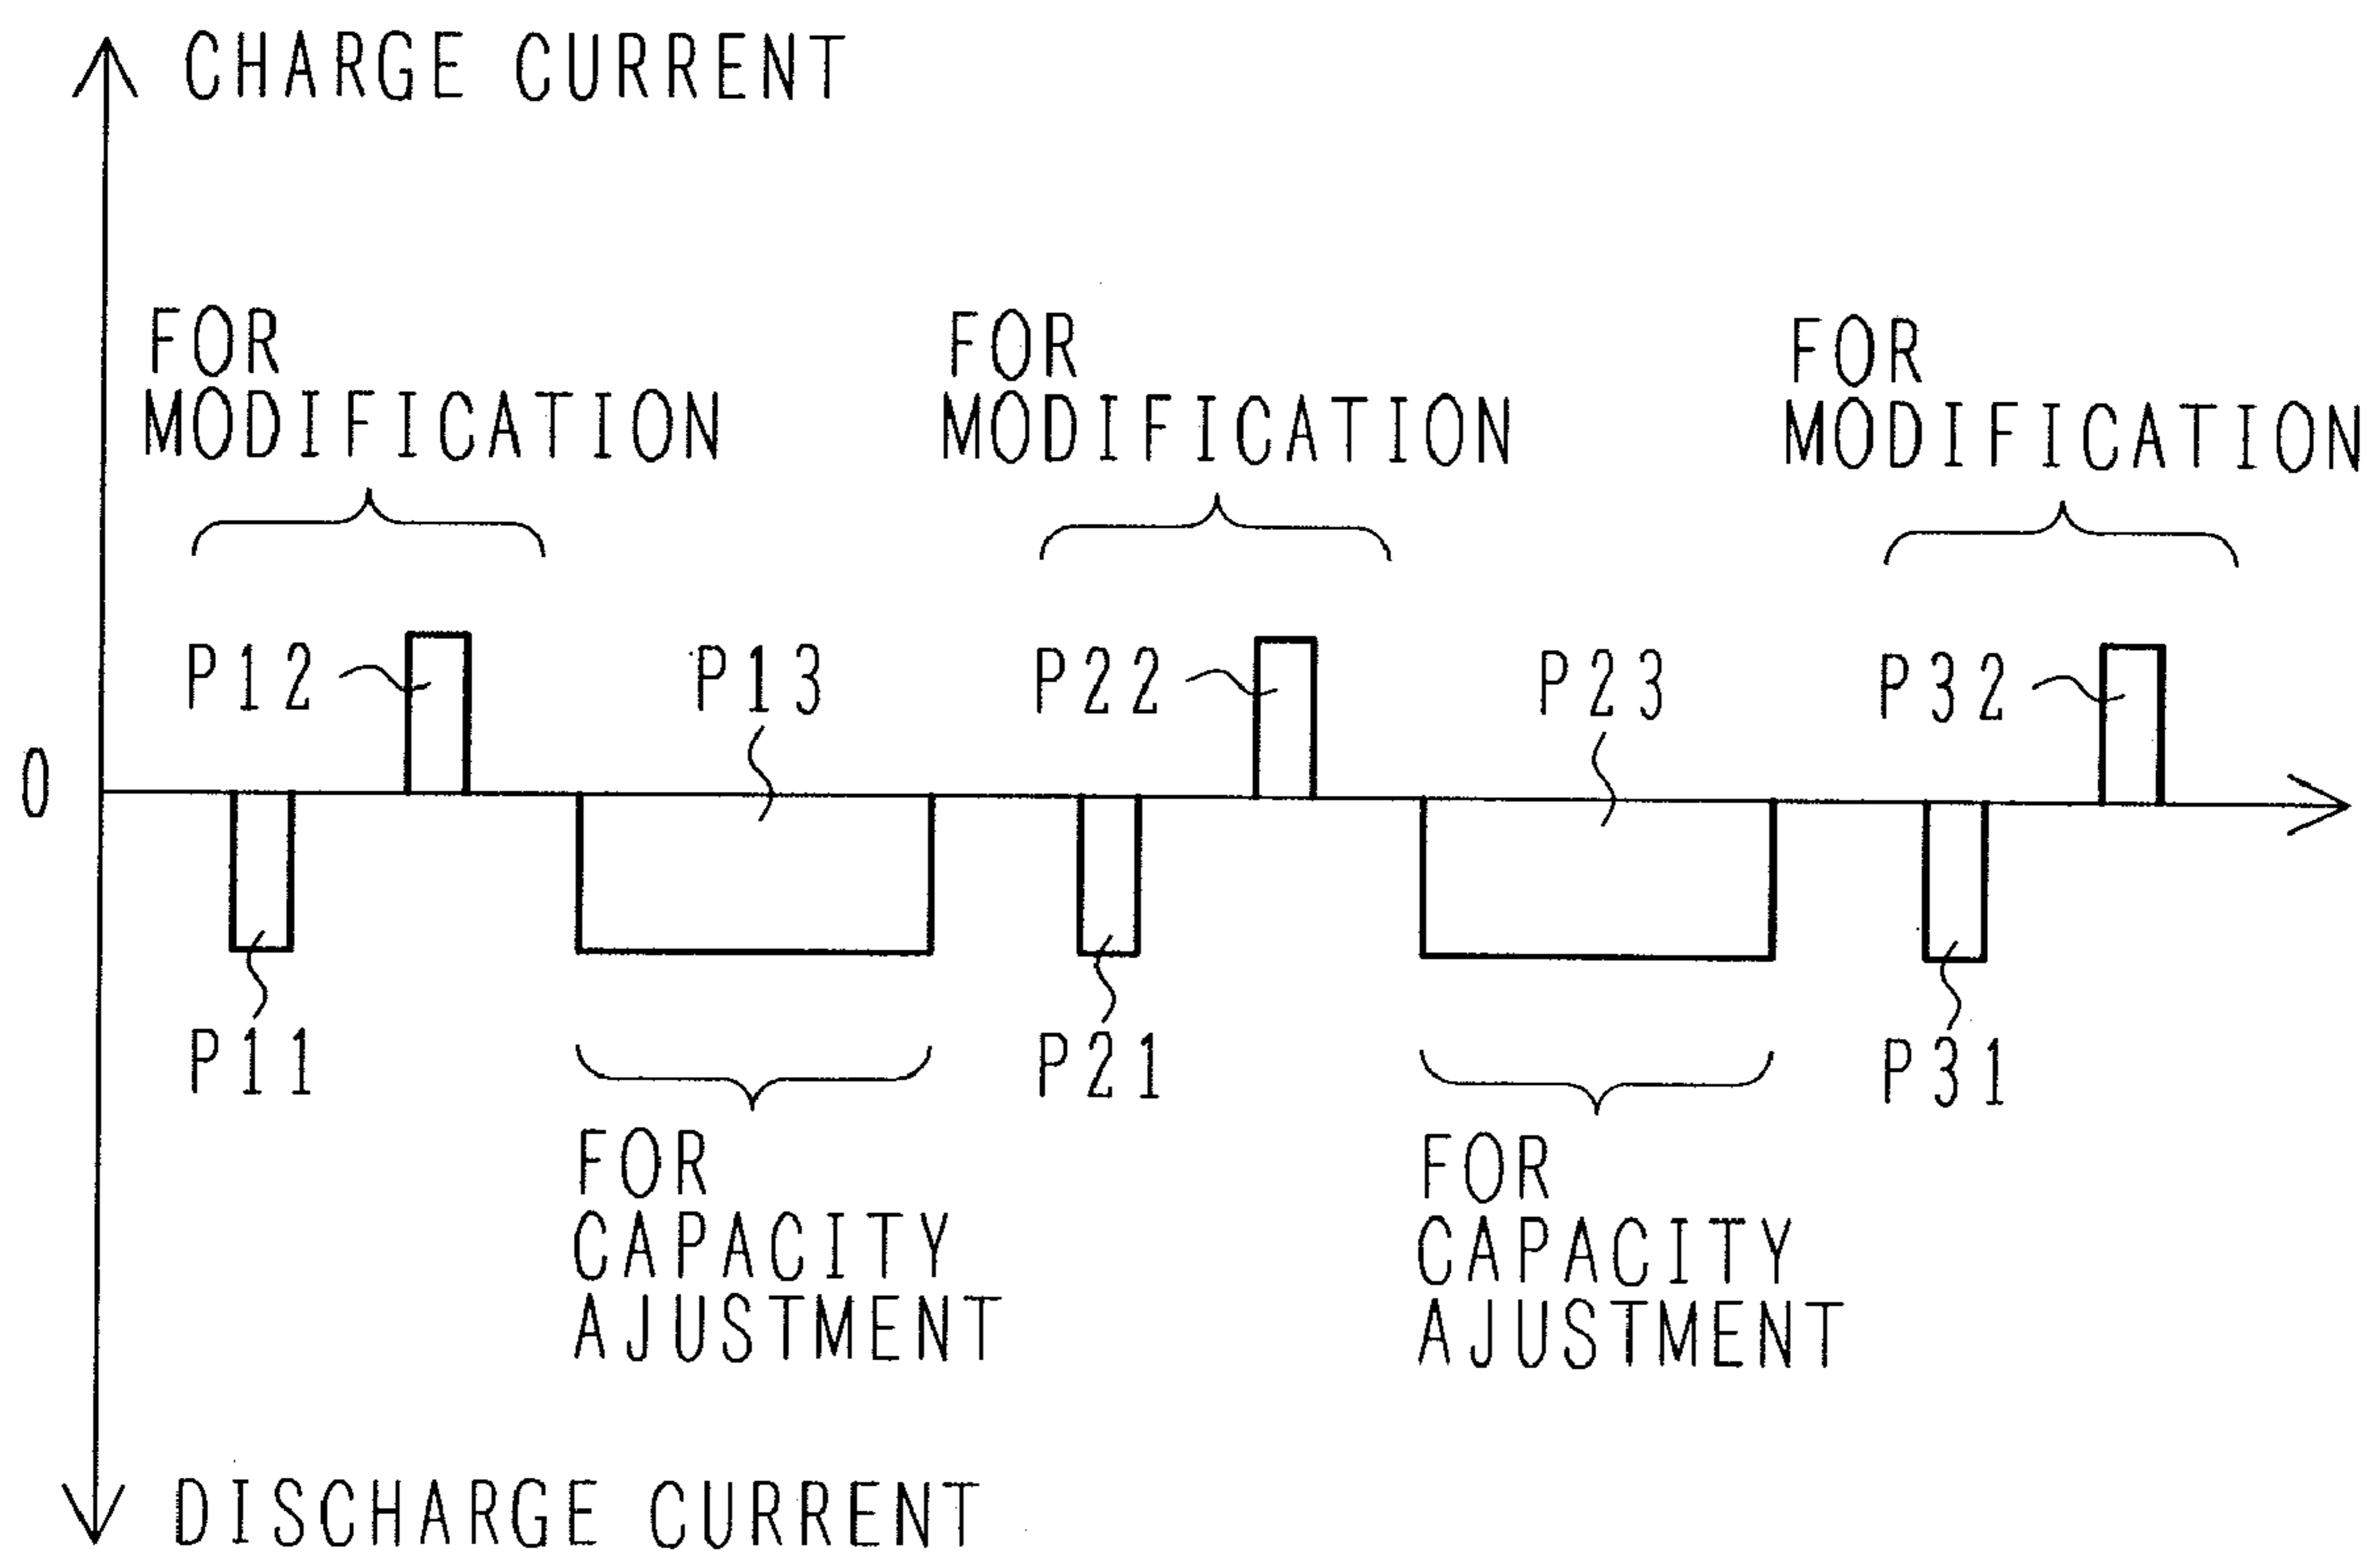 CHARGE CURRENT
FOR
MODIFICATION
FOR
MODIFICATION
FOR
MODIFICATION
P12
P13
P22
P23
P32
0
P11
P21
P31
FOR
CAPACITY
AJUSTMENT
FOR
CAPACITY
AJUSTMENT
DISCHARGE CURRENT